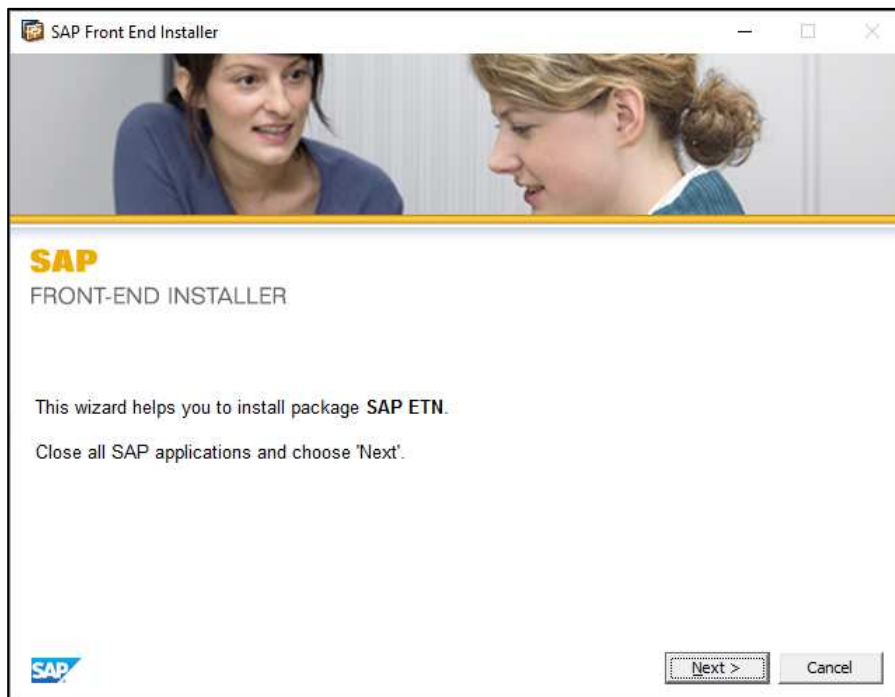 SAP Front End Installer
SAP
FRONT-END INSTALLER
This wizard helps you to install package SAP ETN.
Close all SAP applications and choose 'Next'.
SAP
Next >
Cancel